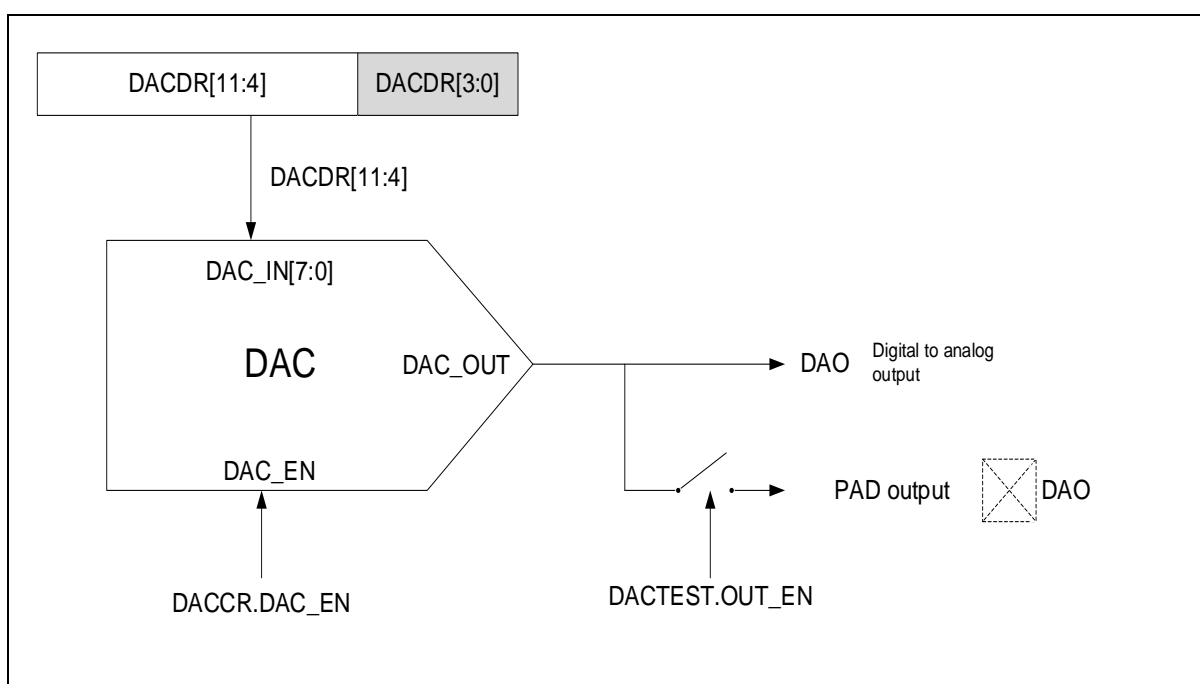 DACDR[11:4]
DACDR[3:0]
DACDR[11:4]
DAC_IN[7:0]
DAC
DAC_OUT
DAO
Digital to analog
output
DAC_EN
PAD output
DAO
DACCR.DAC_EN
DACTEST.OUT_EN